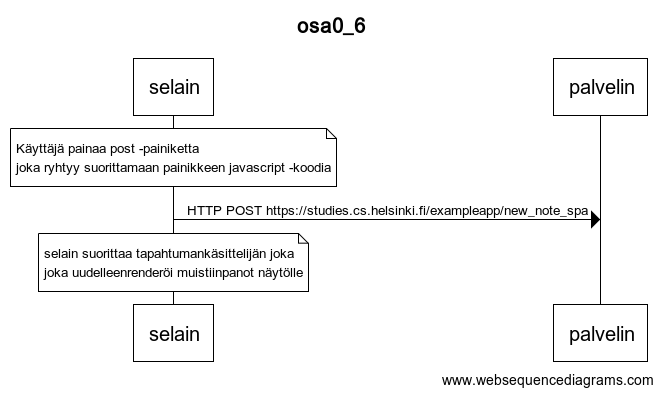 osa0_6
selain
palvelin
Käyttäjä painaa post -painiketta
joka ryhtyy suorittamaan painikkeen javascript -koodia
HTTP POST https://studies.cs.helsinki.fi/exampleapp/new_note_spa
selain suorittaa tapahtumankäsittelijän joka
joka uudelleenrenderöi muistiinpanot näytölle
selain
palvelin
www.websequencediagrams.com